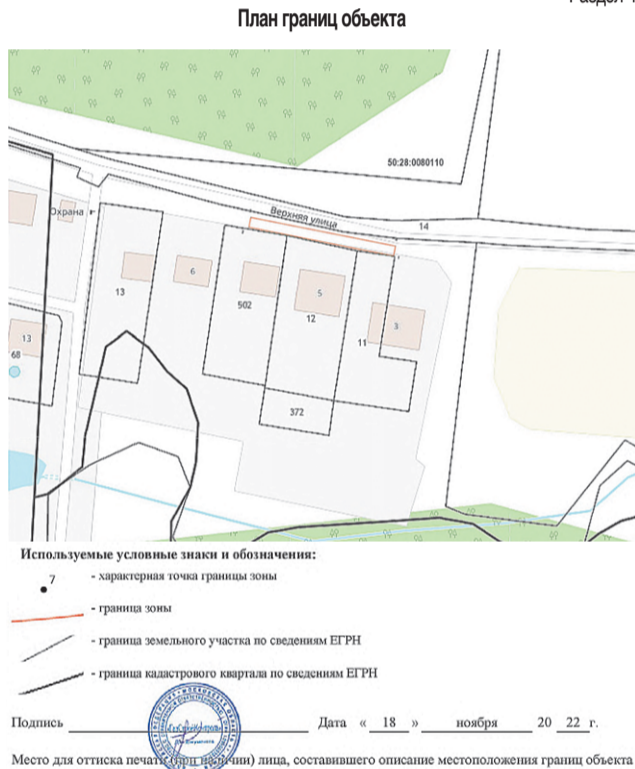 План границ объекта
50:28:0080110
Охрана
Верхняя улица
14
13
6
502
5
12
11
3
13
68
372
Используемые условные знаки и обозначения:
7
- характерная точка границы зоны
- граница зоны
- граница земельного участка по сведениям ЕГРН
- граница кадастрового квартала по сведениям ЕГРН
Подпись Дата « 18 » ноября 20 22 г.
Место для оттиска печати (при наличии) лица, составившего описание местоположения границ объекта